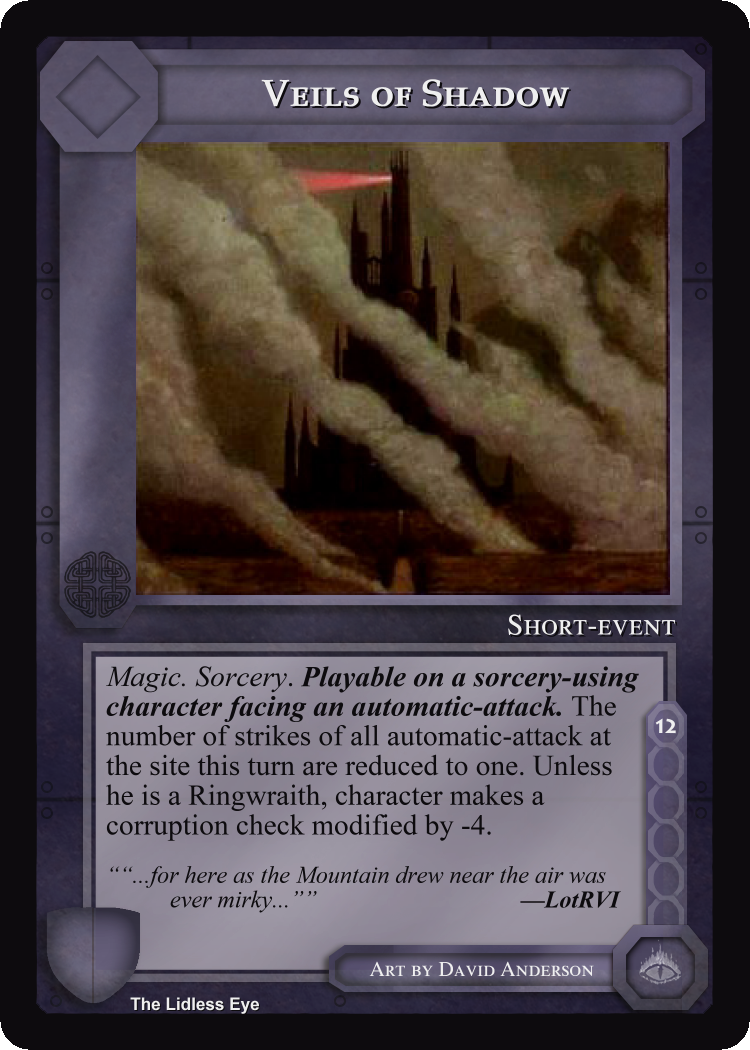 Veils of Shadow
Short-event
Magic. Sorcery. Playable on a sorcery-using
character facing an automatic-attack. The
number of strikes of all automatic-attack at
the site this turn are reduced to one. Unless
he is a Ringwraith, character makes a
corruption check modified by -4.
12
““...for here as the Mountain drew near the air was
ever mirky...”” —LotRVI
Art by David Anderson
The Lidless Eye